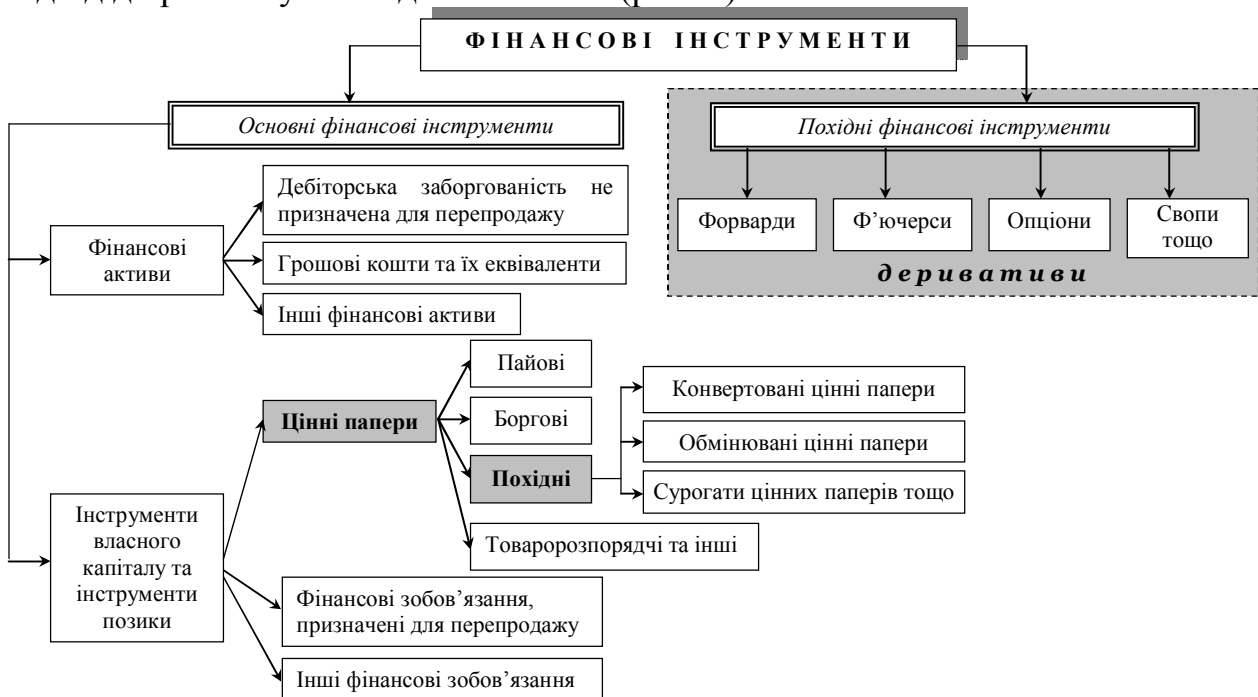 ФІНАНСОВІ ІНСТРУМЕНТИ
Основні фінансові інструменти
Похідні фінансові інструменти
Форварди
Ф’ючерси
Опціони
Свопи
тощо
деривативи
Фінансові
активи
Дебіторська заборгованість не
призначена для перепродажу
Грошові кошти та їх еквіваленти
Інші фінансові активи
Інструменти
власного
капіталу та
інструменти
позики
Цінні папери
Пайові
Боргові
Похідні
Товаророзпорядчі та інші
Конвертовані цінні папери
Обмінювані цінні папери
Сурогати цінних паперів тощо
Фінансові зобов’язання,
призначені для перепродажу
Інші фінансові зобов’язання